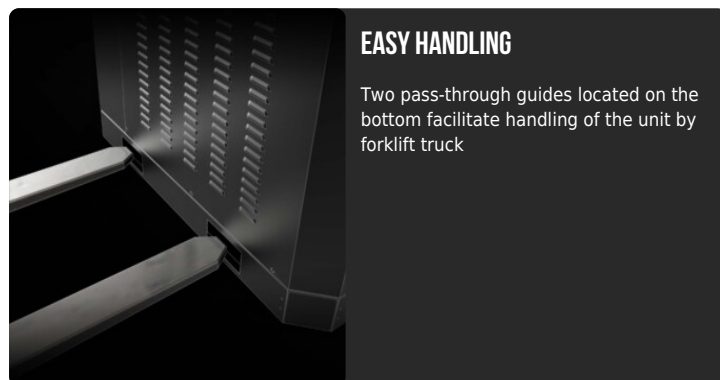 EASY HANDLING
Two pass-through guides located on the
bottom facilitate handling of the unit by
forklift truck